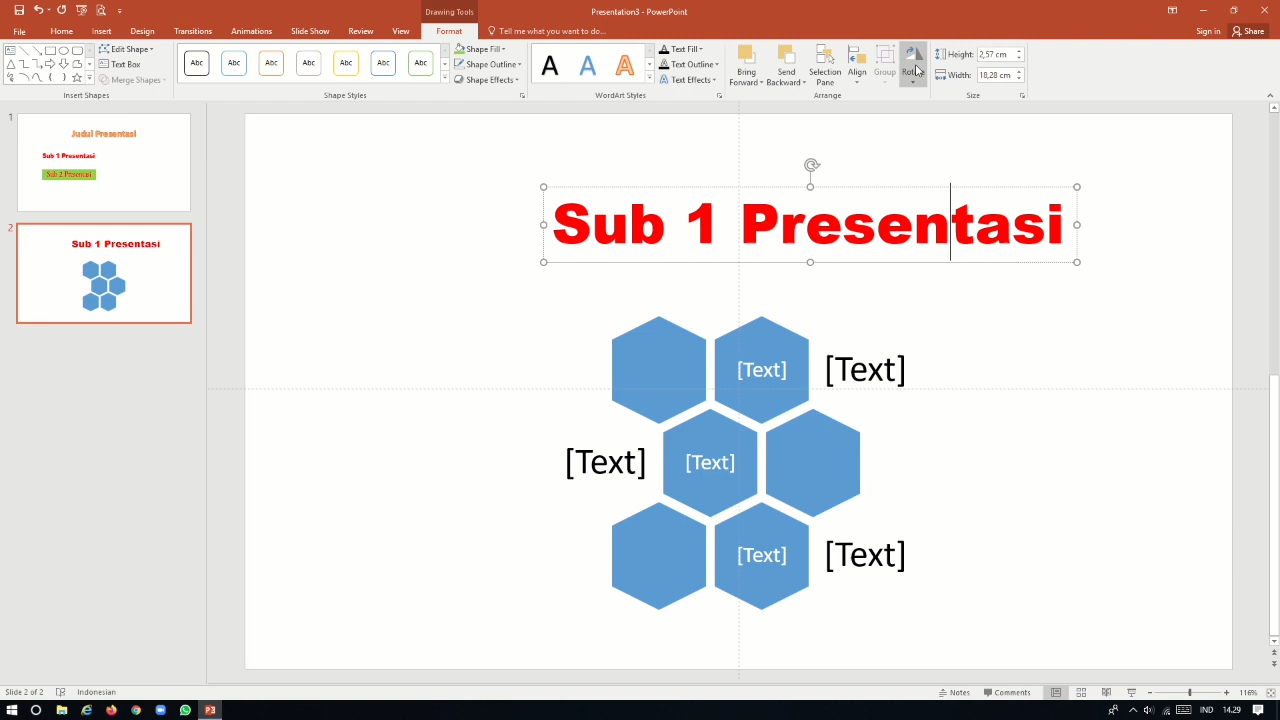 Drawing Tools
Presentation3 - PowerPoint
File Home Insert Design Transitions Animations Slide Show Review View Format Tell me what you want to do... Sign in Share
Edit Shape
Text Box
Merge Shapes
Insert Shapes
Abc Abc Abc Abc Abc Abc Abc
Shape Fill
Shape Outline
Shape Effects
Shape Styles
A A A
Text Fill
Text Outline
Text Effects
WordArt Styles
Bring Forward
Send Backward
Selection Pane
Align
Group
Arrange
Height: 2,57 cm
Width: 18,28 cm
Size
1
Judul Presentasi
Sub 1 Presentasi
Sub 2 Presentasi
Sub 1 Presentasi
Sub 1 Presentasi
[Text] [Text]
[Text] [Text]
[Text] [Text]
Slide 2 of 2 Indonesian Notes Comments 116%
IND 14.29